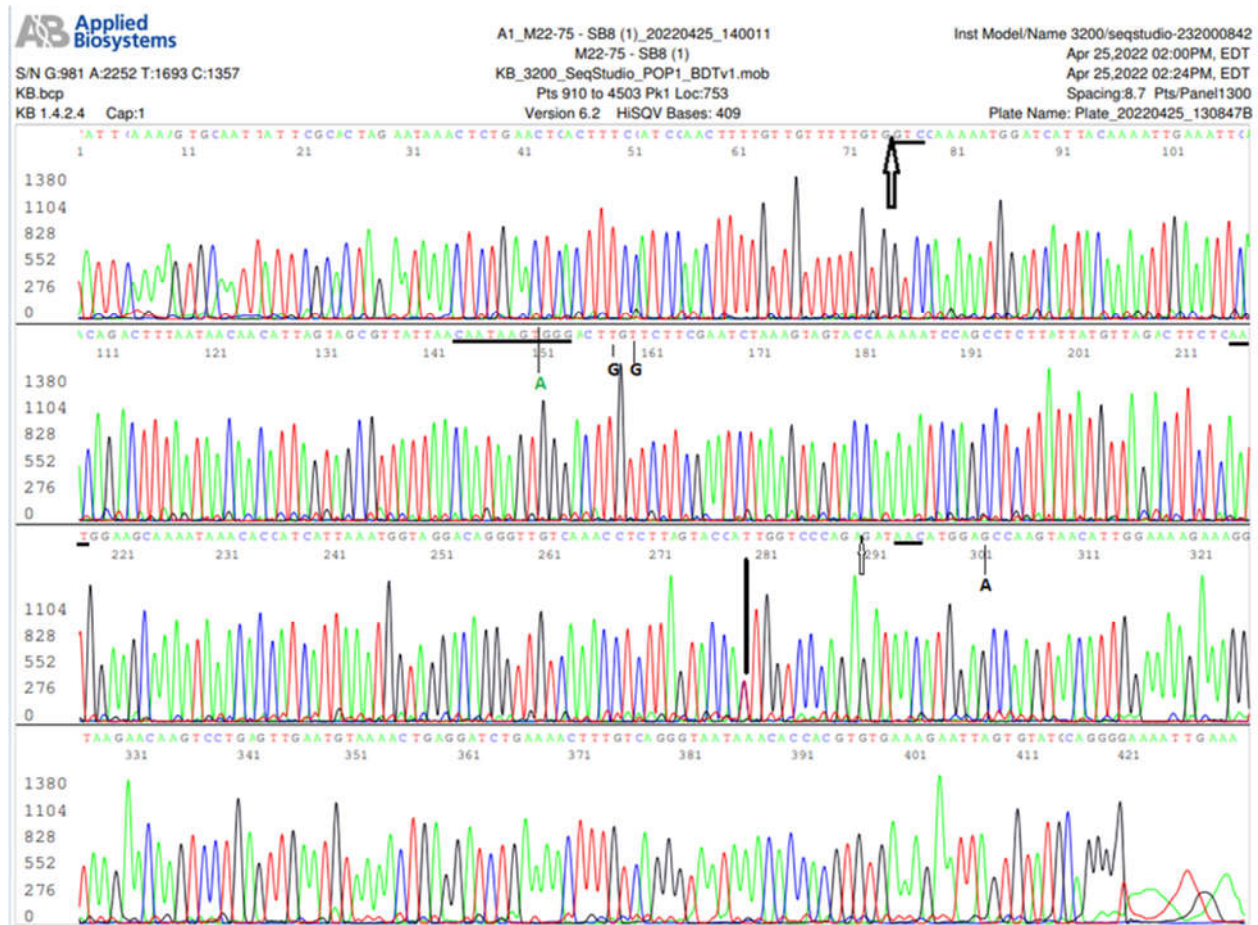 Applied
Biosystems
S/N G:981 A:2252 T:1693 C:1357
KB.bcp
KB 1.4.2.4 Cap:1
A1_M22-75 - SB8 (1)_20220425_140011
M22-75 - SB8 (1)
KB_3200_SeqStudio_POP1_BDTv1.mob
Pts 910 to 4503 Pk1 Loc:753
Version 6.2 HiSQV Bases: 409
Inst Model/Name 3200/seqstudio-232000842
Apr 25,2022 02:00PM, EDT
Apr 25,2022 02:24PM, EDT
Spacing:8.7 Pts/Panel1300
Plate Name: Plate_20220425_130847B
1 11 21 31 41 51 61 71 81 91 101
1380
1104
828
552
276
0
ACAGACTTTAATAACAACATTAGTAGCGTTATTAACAATAAGTGGGACTTGTTCTTCGAATCTAAAGTAGTACCAAAAATCCAGCCTCTTATTATGTTAGACTTCTCAA
111 121 131 141 151 161 171 181 191 201 211
A G G
1380
1104
828
552
276
0
TGGAAGCAAAATAAACACCATCATTAAATGGTAGGACAGGGTTGTCAAACCTCTTAGTACCATTGGTCCCAGAGATAACATGGAGCCAAGTAACATTGGAAAAGAAAGG
221 231 241 251 261 271 281 291 301 311 321
A
1104
828
552
276
0
TAAGAACAAGTCCTGAGTTGAATGTAAAACTGAGGATCTGAAAACTTTGTCAGGGTAATAAACACCACGTGTGAAAGAATTAGTGTATCCAGGGGAAAATTGAAA
331 341 351 361 371 381 391 401 411 421
1380
1104
828
552
276
0